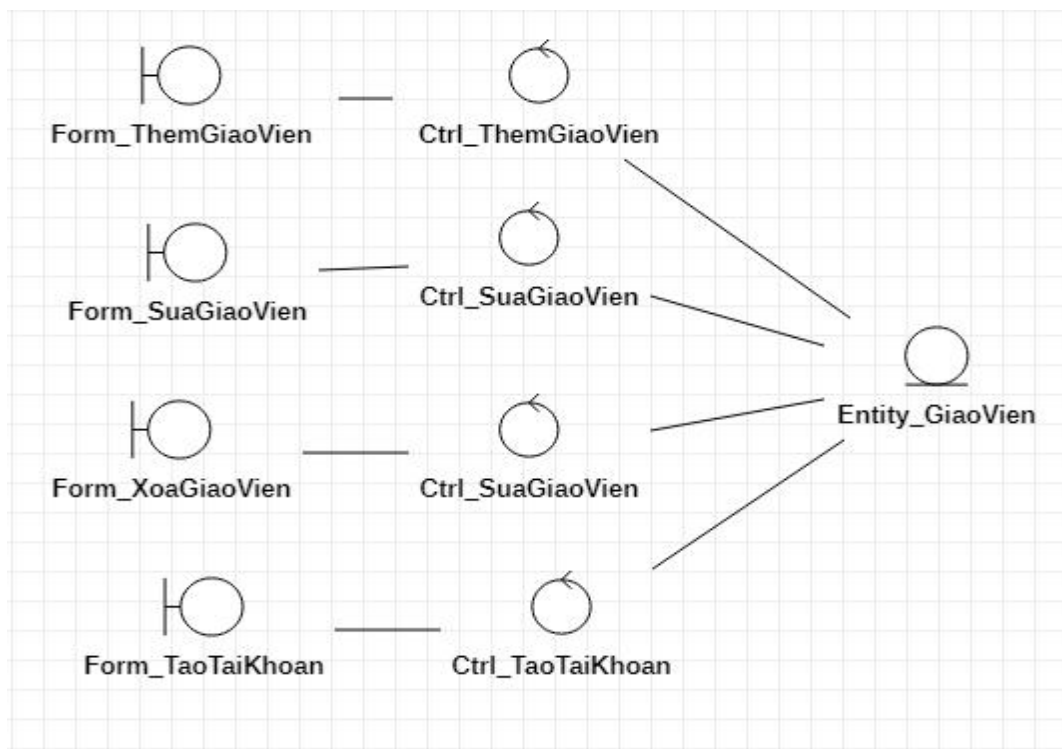 Form_ThemGiaoVien
Ctrl_ThemGiaoVien
Form_SuaGiaoVien
Ctrl_SuaGiaoVien
Entity_GiaoVien
Form_XoaGiaoVien
Ctrl_SuaGiaoVien
Form_TaoTaiKhoan
Ctrl_TaoTaiKhoan